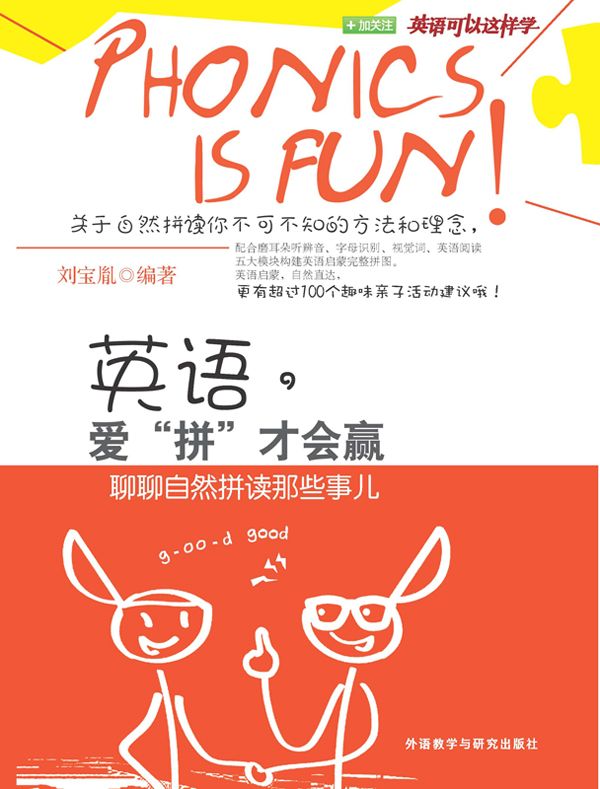 +加关注 英语可以这样学
PHONICS
IS FUN!
关于自然拼读你不可不知的方法和理念,
配合磨耳朵听辨音、字母识别、视觉词、英语阅读
五大模块构建英语启蒙完整拼图。
英语启蒙,自然直达,
更有超过100个趣味亲子活动建议哦!
刘宝胤◎编著
英语,
爱“拼”才会赢
聊聊自然拼读那些事儿
g-oo-d good
外语教学与研究出版社